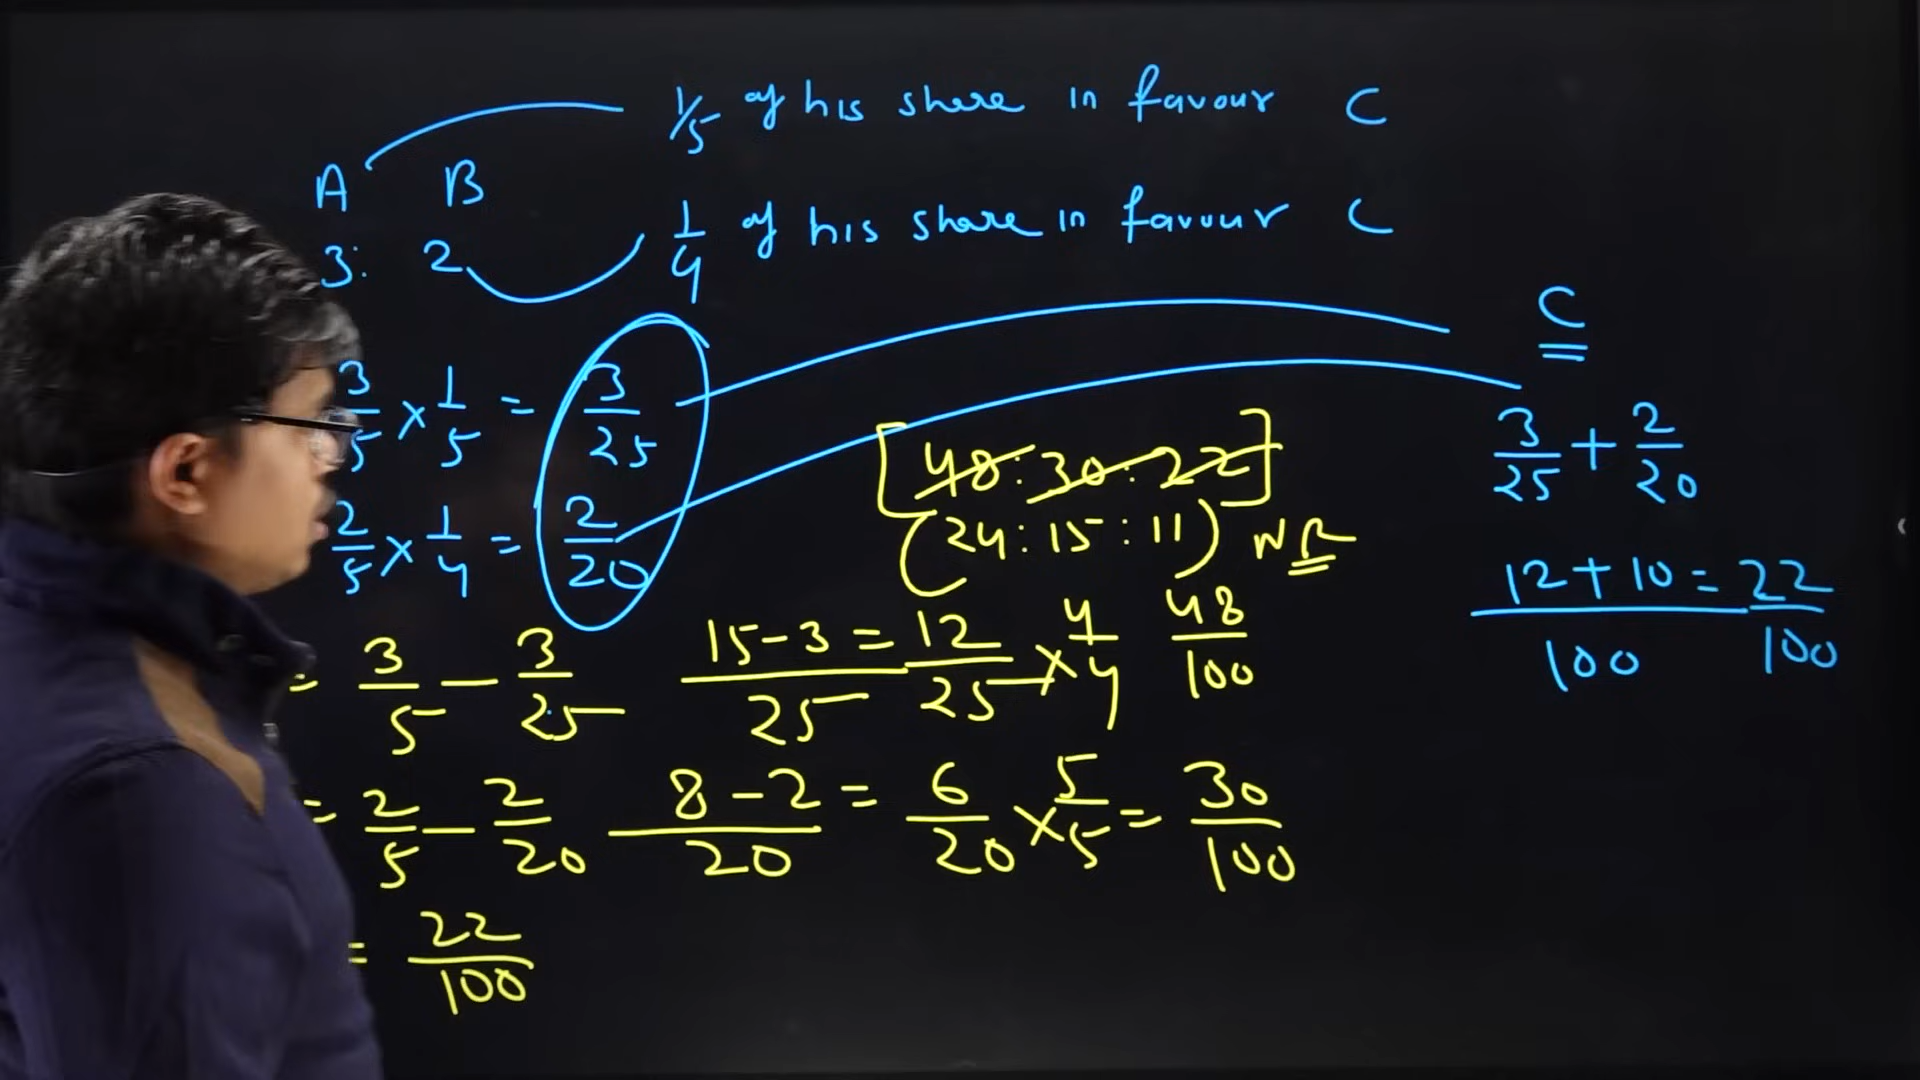 1/5 of his share in favour C
A B
3: 2
1/4 of his share in favour C
C
3/5 × 1/5 = 3/25
2/5 × 1/4 = 2/20
[48:30:22]
(24:15:11) NR
3/25 + 2/20
12+10/100 = 22/100
= 3/5 - 3/25 15-3/25 = 12/25 × 4/4 48/100
= 2/5 - 2/20 8-2/20 = 6/20 × 5/5 = 30/100
= 22/100